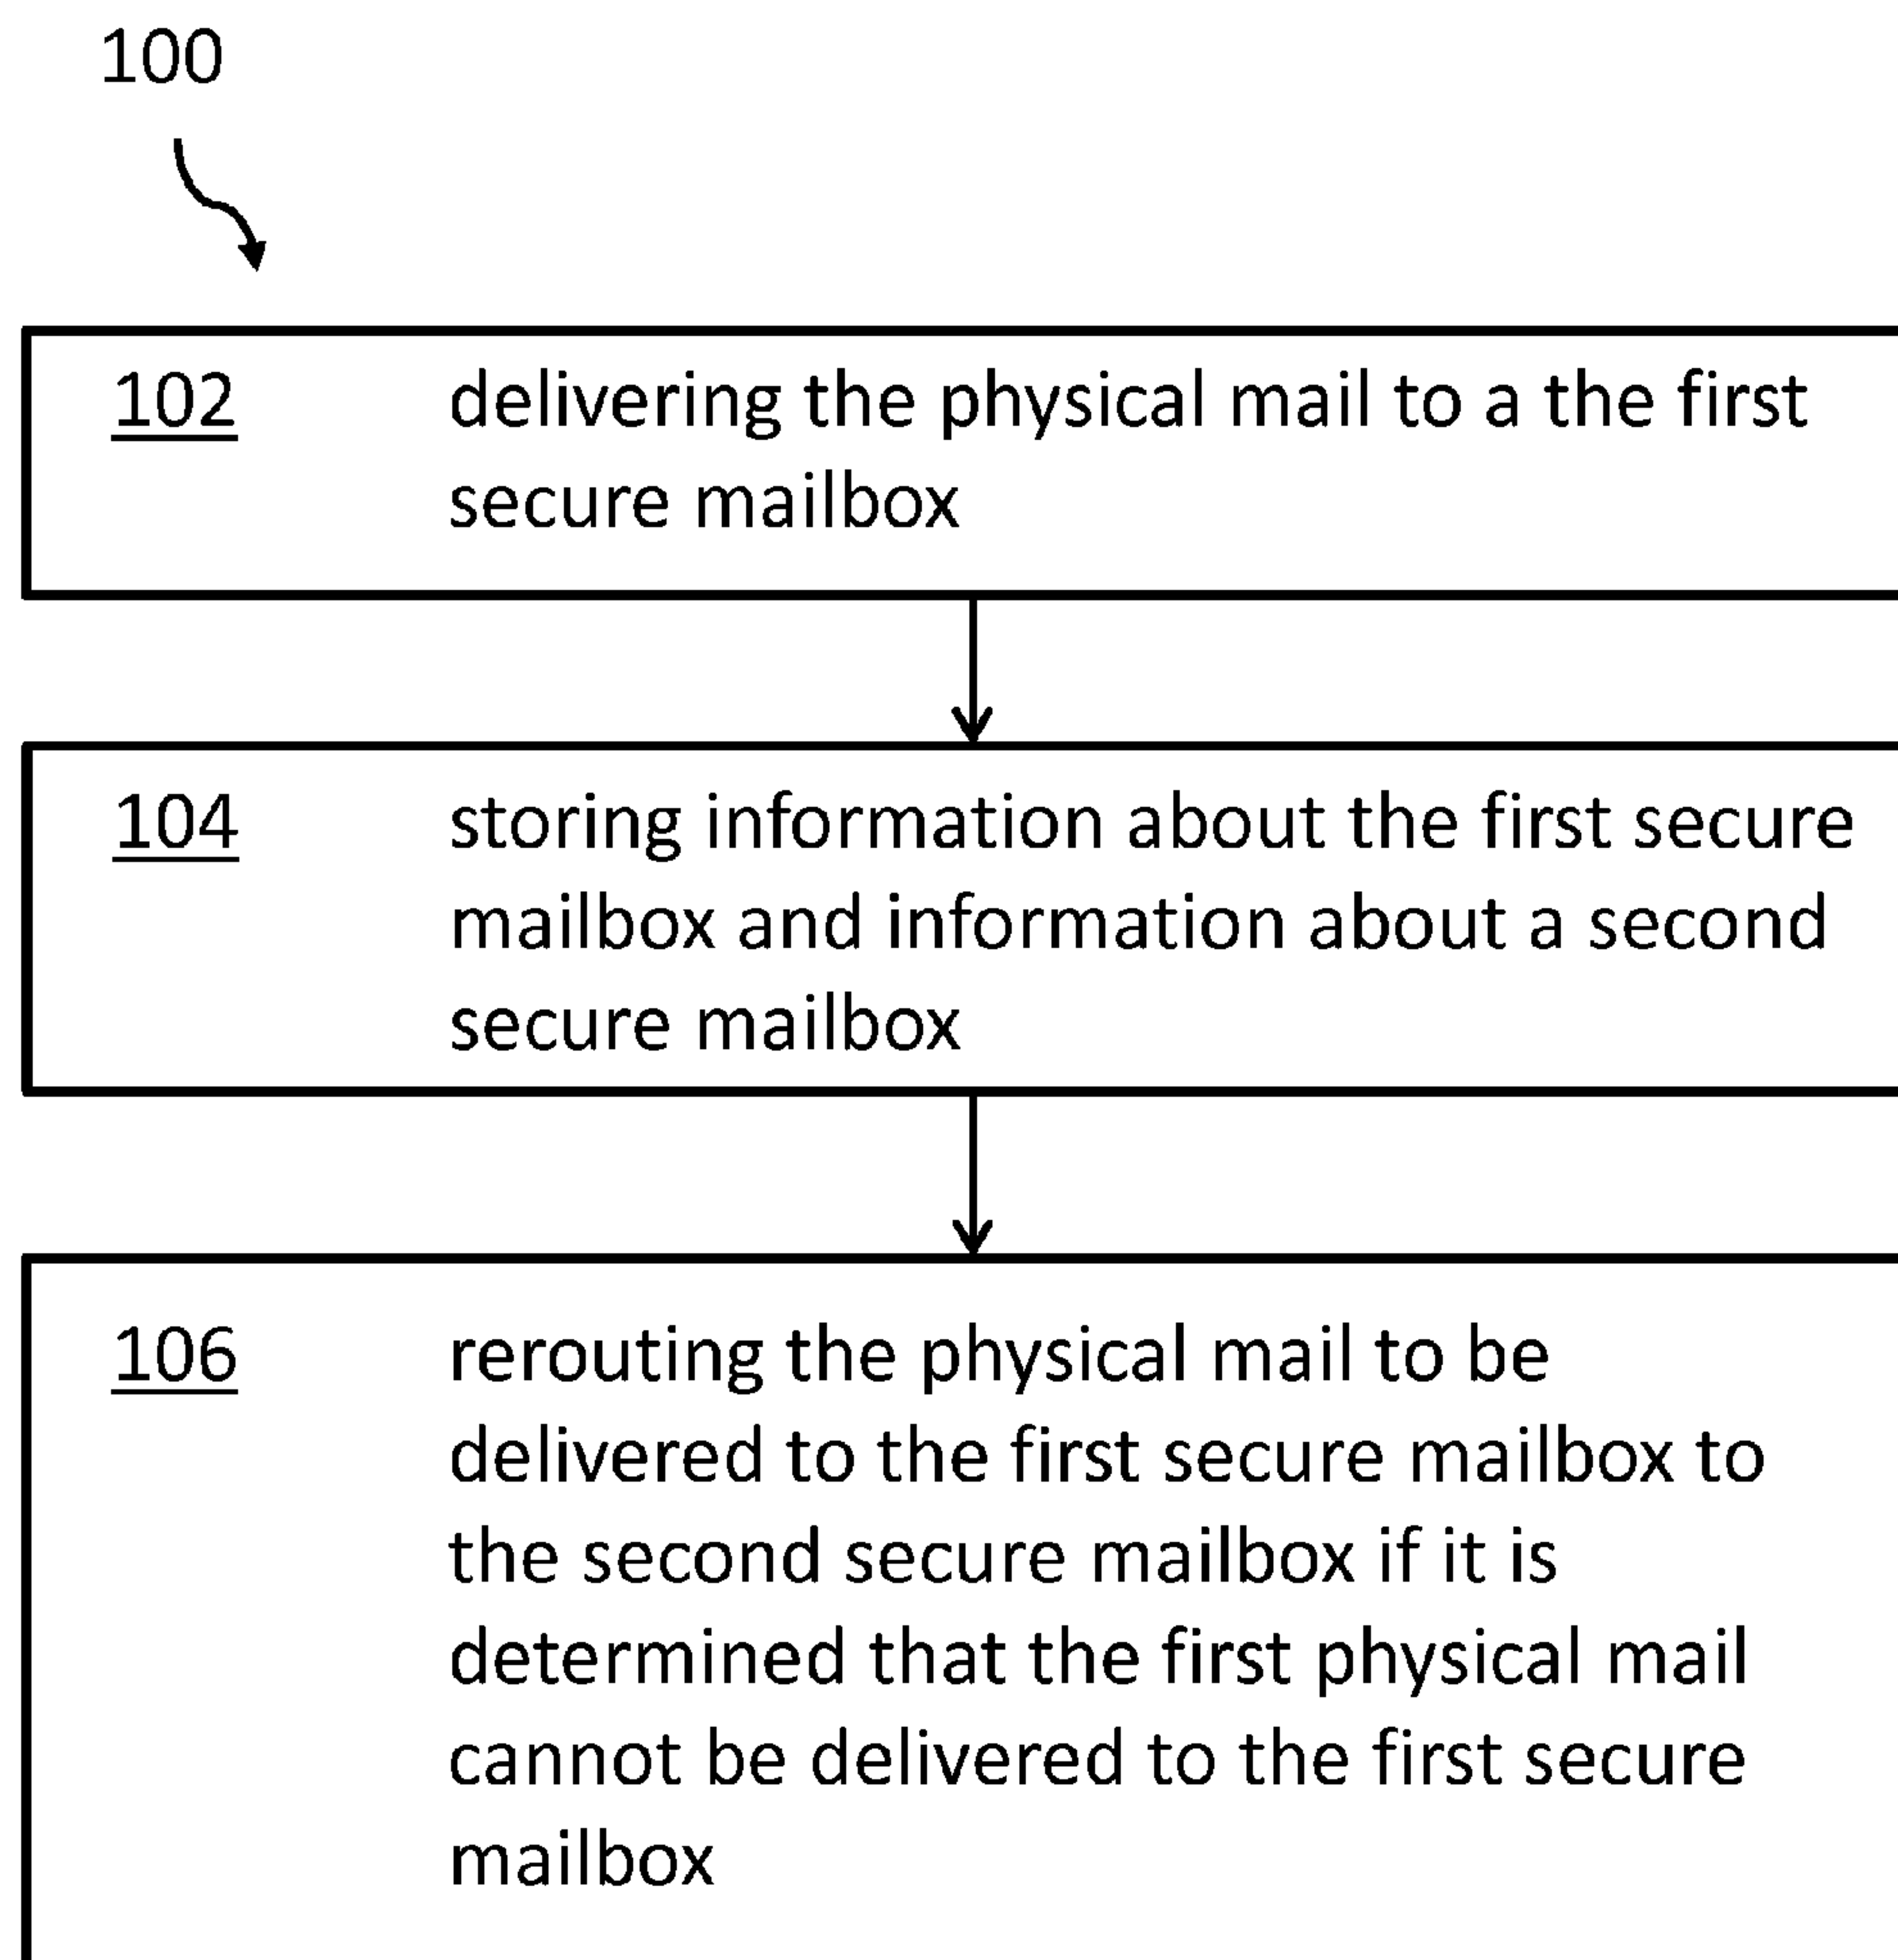 100
102 delivering the physical mail to a the first
secure mailbox
104 storing information about the first secure
mailbox and information about a second
secure mailbox
106 rerouting the physical mail to be
delivered to the first secure mailbox to
the second secure mailbox if it is
determined that the first physical mail
cannot be delivered to the first secure
mailbox